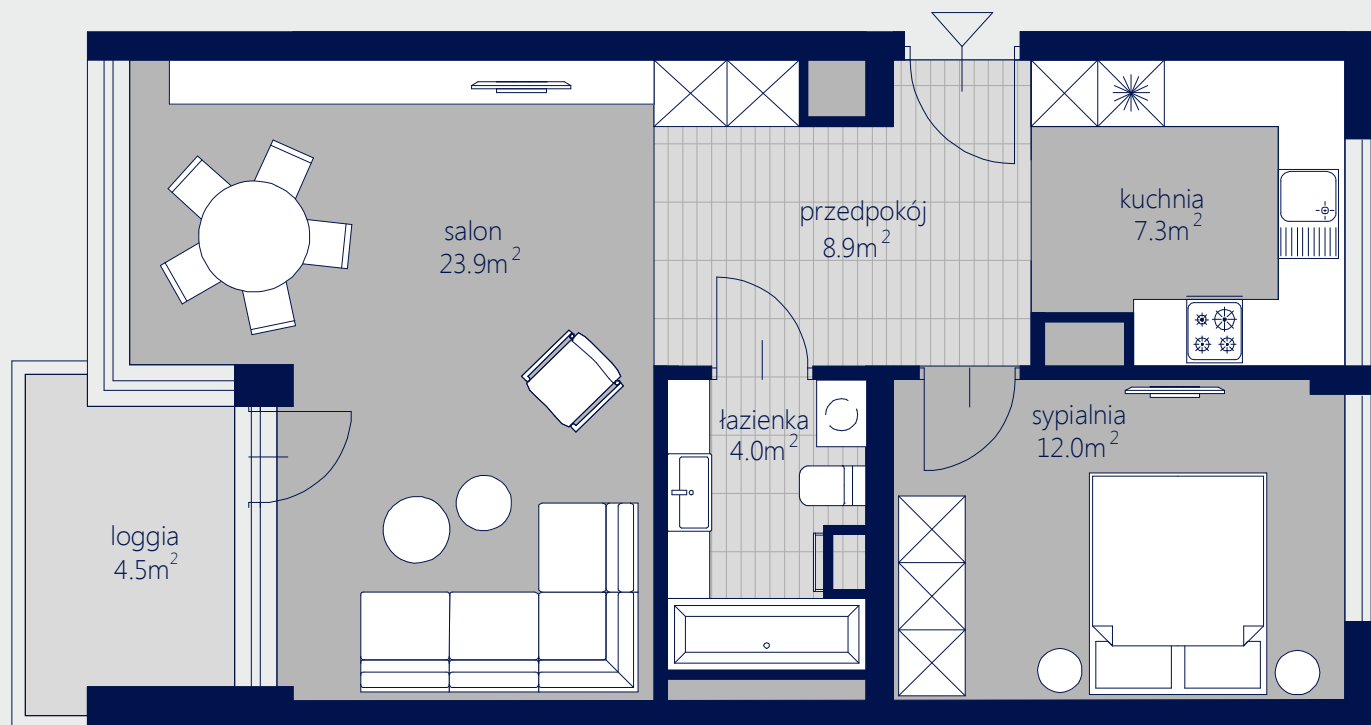 salon
23.9m²
przedpokój
8.9m²
kuchnia
7.3m²
łazienka
4.0m²
sypialnia
12.0m²
loggia
4.5m²